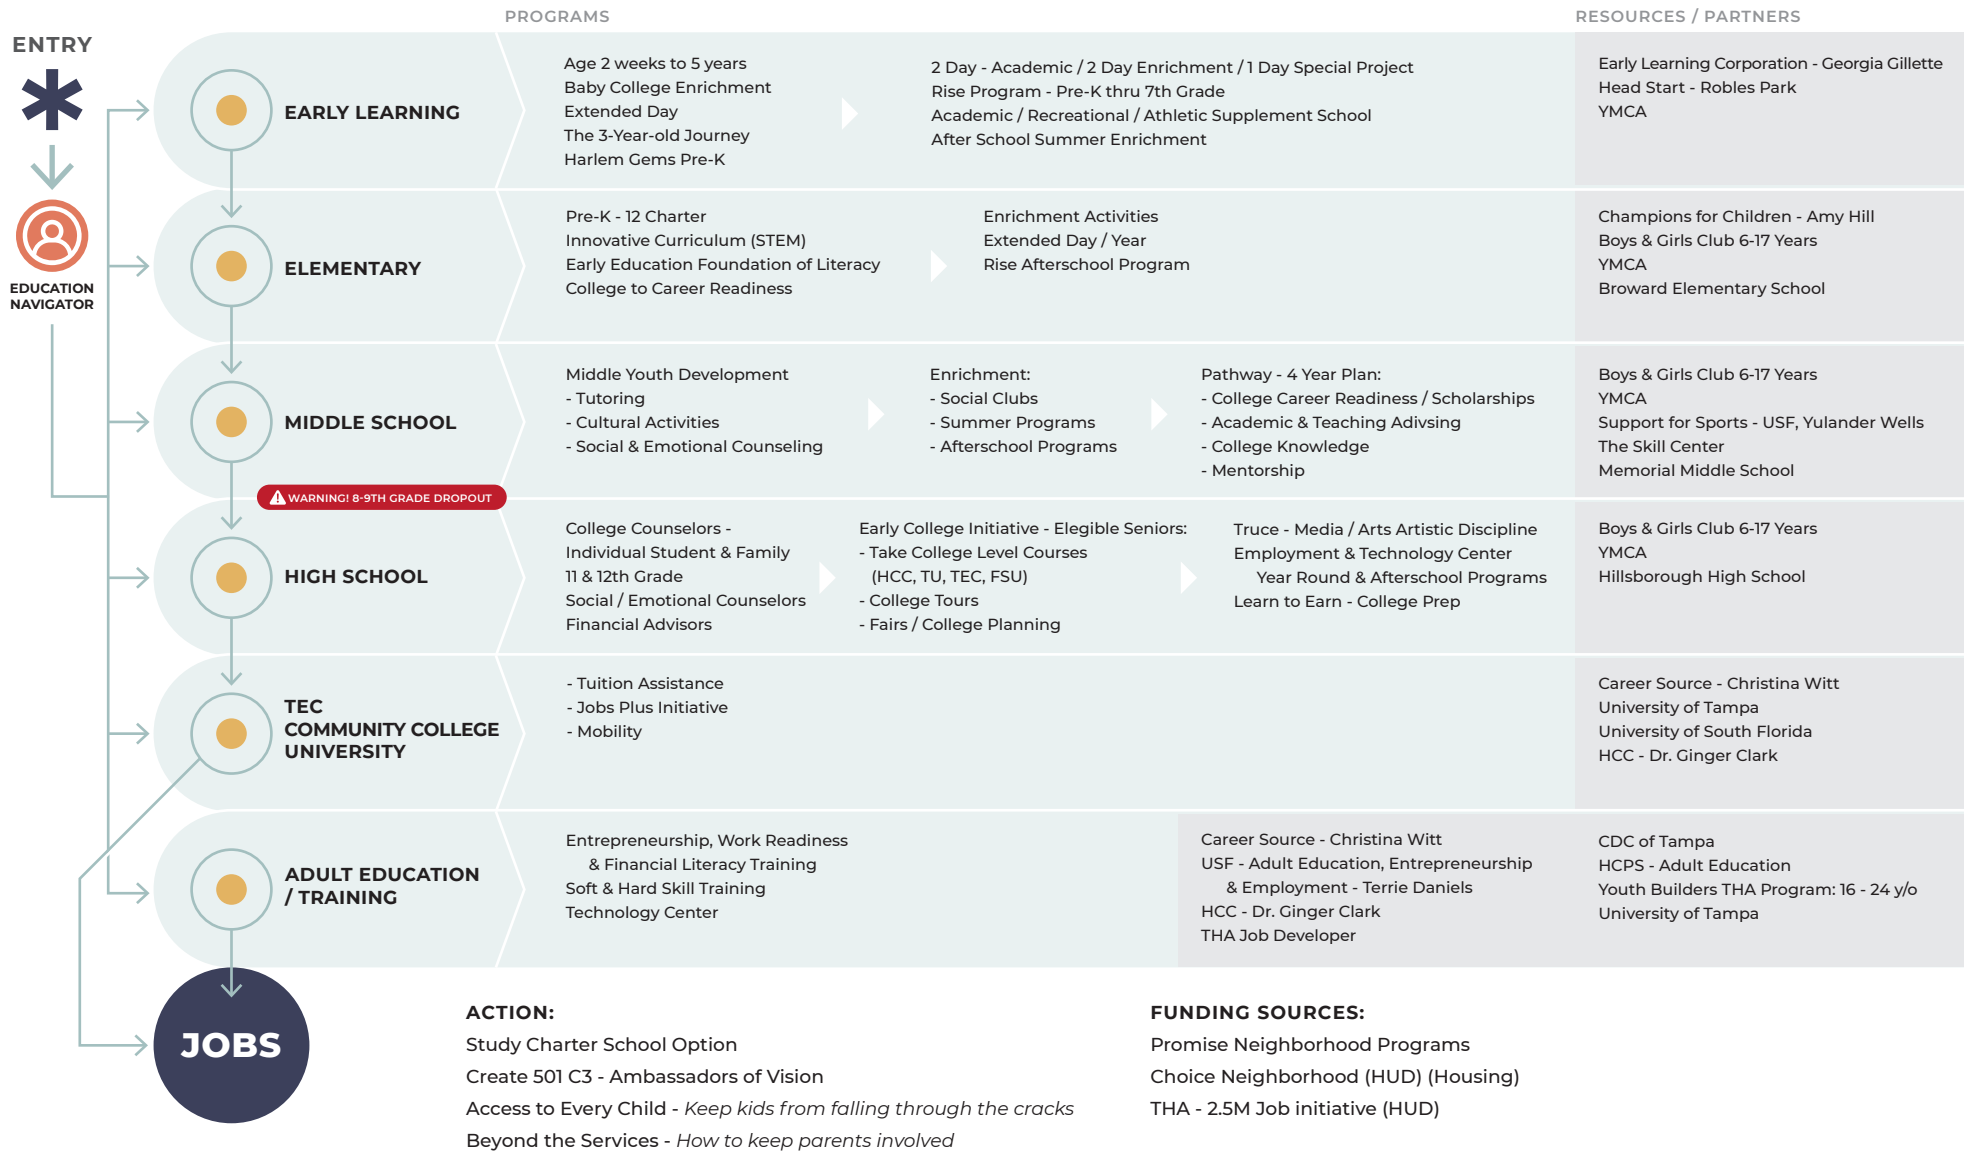 PROGRAMS
RESOURCES / PARTNERS
ENTRY
EDUCATION
NAVIGATOR
EARLY LEARNING
Age 2 weeks to 5 years
Baby College Enrichment
Extended Day
The 3-Year-old Journey
Harlem Gems Pre-K
2 Day - Academic / 2 Day Enrichment / 1 Day Special Project
Rise Program - Pre-K thru 7th Grade
Academic / Recreational / Athletic Supplement School
After School Summer Enrichment
Early Learning Corporation - Georgia Gillette
Head Start - Robles Park
YMCA
ELEMENTARY
Pre-K - 12 Charter
Innovative Curriculum (STEM)
Early Education Foundation of Literacy
College to Career Readiness
Enrichment Activities
Extended Day / Year
Rise Afterschool Program
Champions for Children - Amy Hill
Boys & Girls Club 6-17 Years
YMCA
Broward Elementary School
MIDDLE SCHOOL
Middle Youth Development
- Tutoring
- Cultural Activities
- Social & Emotional Counseling
Enrichment:
- Social Clubs
- Summer Programs
- Afterschool Programs
Pathway - 4 Year Plan:
- College Career Readiness / Scholarships
- Academic & Teaching Adivsing
- College Knowledge
- Mentorship
Boys & Girls Club 6-17 Years
YMCA
Support for Sports - USF, Yulander Wells
The Skill Center
Memorial Middle School
WARNING! 8-9TH GRADE DROPOUT
HIGH SCHOOL
College Counselors -
Individual Student & Family
11 & 12th Grade
Social / Emotional Counselors
Financial Advisors
Early College Initiative - Elegible Seniors:
- Take College Level Courses
(HCC, TU, TEC, FSU)
- College Tours
- Fairs / College Planning
Truce - Media / Arts Artistic Discipline
Employment & Technology Center
Year Round & Afterschool Programs
Learn to Earn - College Prep
Boys & Girls Club 6-17 Years
YMCA
Hillsborough High School
TEC
COMMUNITY COLLEGE
UNIVERSITY
- Tuition Assistance
- Jobs Plus Initiative
- Mobility
Career Source - Christina Witt
University of Tampa
University of South Florida
HCC - Dr. Ginger Clark
ADULT EDUCATION
/ TRAINING
Entrepreneurship, Work Readiness
& Financial Literacy Training
Soft & Hard Skill Training
Technology Center
Career Source - Christina Witt
USF - Adult Education, Entrepreneurship
& Employment - Terrie Daniels
HCC - Dr. Ginger Clark
THA Job Developer
CDC of Tampa
HCPS - Adult Education
Youth Builders THA Program: 16 - 24 y/o
University of Tampa
JOBS
ACTION:
Study Charter School Option
Create 501 C3 - Ambassadors of Vision
Access to Every Child - Keep kids from falling through the cracks
Beyond the Services - How to keep parents involved
FUNDING SOURCES:
Promise Neighborhood Programs
Choice Neighborhood (HUD) (Housing)
THA - 2.5M Job initiative (HUD)